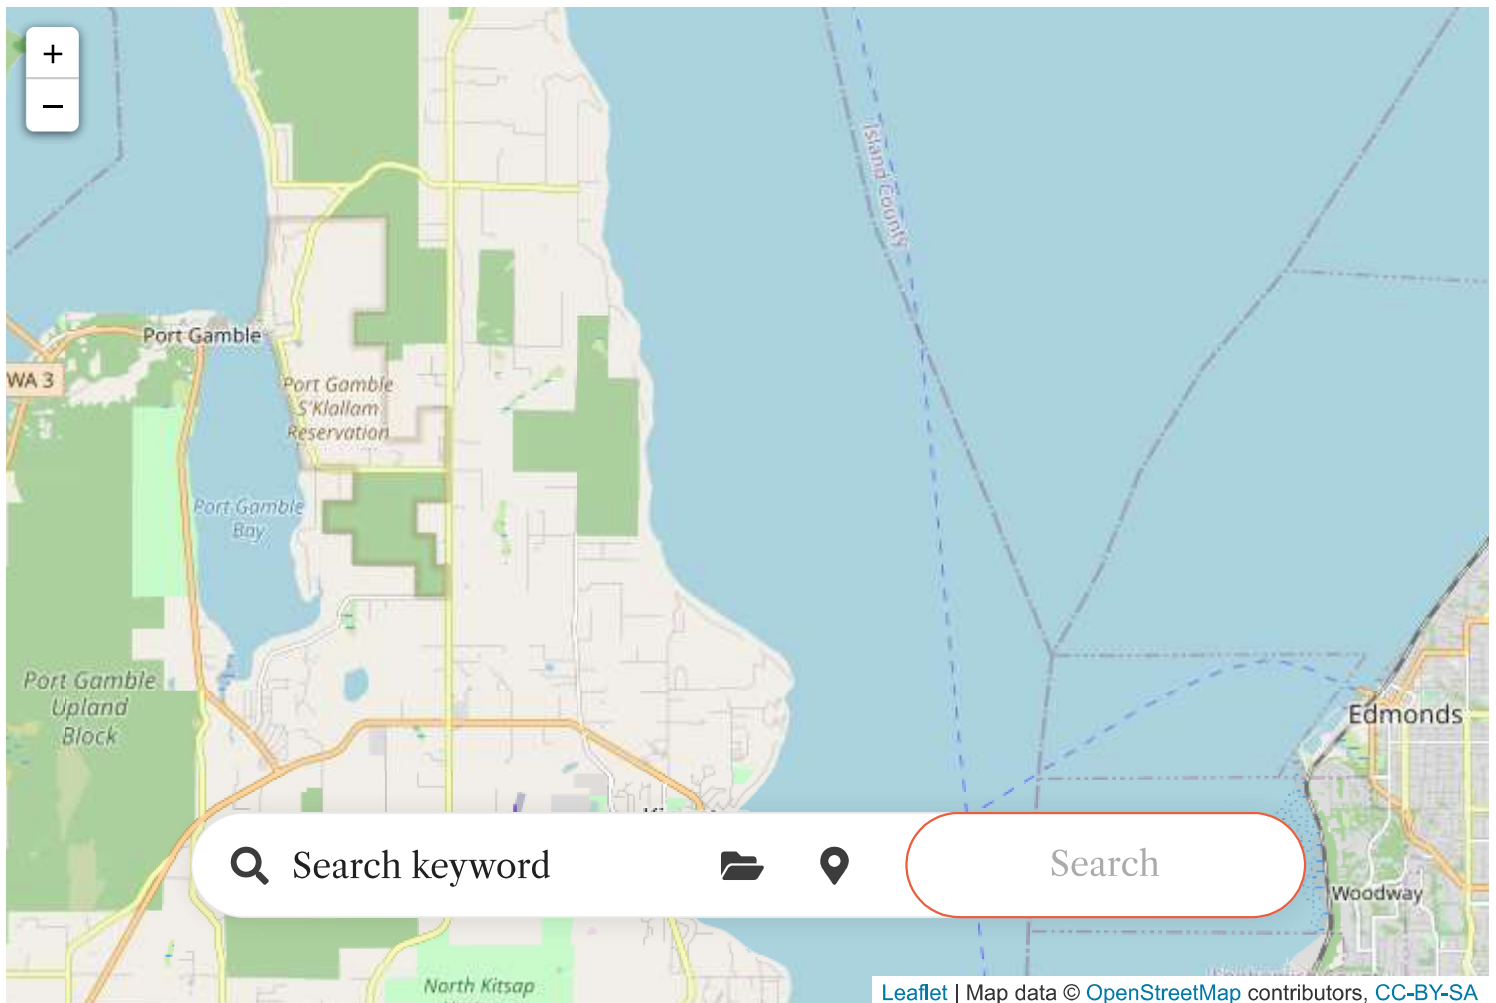 +
−
Island County
Port Gamble
WA 3
Port Gamble
S'Klallam
Reservation
Port Gamble
Bay
Port Gamble
Upland
Block
Edmonds
Search keyword
Search
Woodway
North Kitsap
Leaflet | Map data © OpenStreetMap contributors, CC-BY-SA